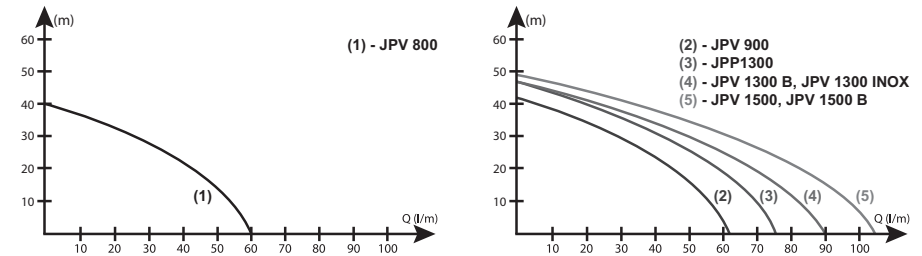 (m)
60
50
40
30
20
10
(1) - JPV 800
(1)
Q (l/m)
10 20 30 40 50 60 70 80 90 100
(m)
60
50
40
30
20
10
(2) - JPV 900
(3) - JPP1300
(4) - JPV 1300 B, JPV 1300 INOX
(5) - JPV 1500, JPV 1500 B
(2) (3) (4) (5)
Q (l/m)
10 20 30 40 50 60 70 80 90 100